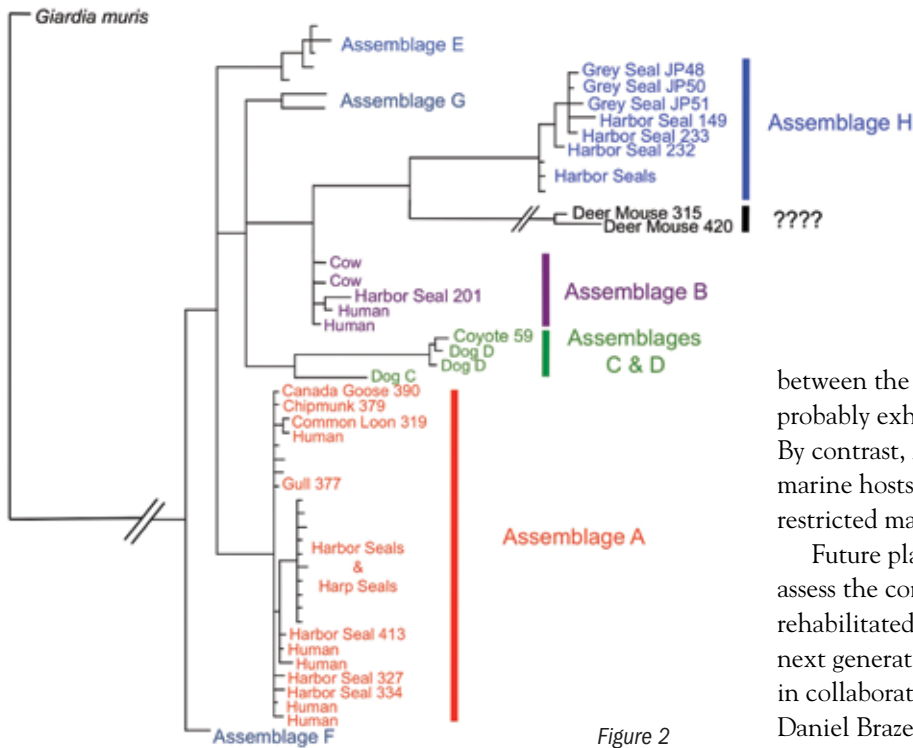 Giardia muris
Assemblage E
Assemblage G
Grey Seal JP48
Grey Seal JP50
Grey Seal JP51
Harbor Seal 149
Harbor Seal 233
Harbor Seal 232
Harbor Seals
Assemblage H
Deer Mouse 315
Deer Mouse 420
????
Cow
Cow
Harbor Seal 201
Human
Human
Assemblage B
Coyote 59
Dog D
Dog D
Dog C
Assemblages
C & D
Canada Goose 390
Chipmunk 379
Common Loon 319
Human
Gull 377
Harbor Seals
&
Harp Seals
Harbor Seal 413
Human
Human
Harbor Seal 327
Harbor Seal 334
Human
Human
Assemblage A
Assemblage F
Figure 2
between the
probably exh
By contrast,
marine hosts
restricted ma
Future pla
assess the cor
rehabilitated
next generat
in collaborat
Daniel Braze